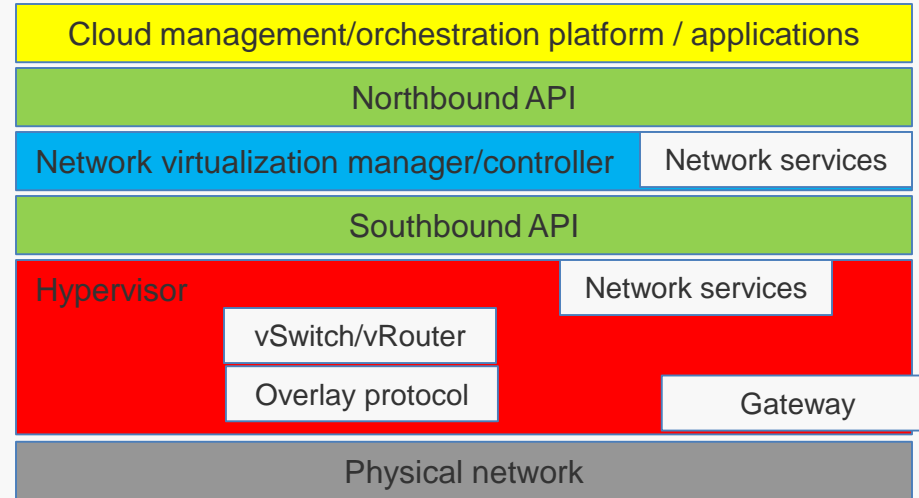 Cloud management/orchestration platform / applications
Northbound API
Network virtualization manager/controller
Network services
Southbound API
Hypervisor
Network services
vSwitch/vRouter
Overlay protocol
Gateway
Physical network